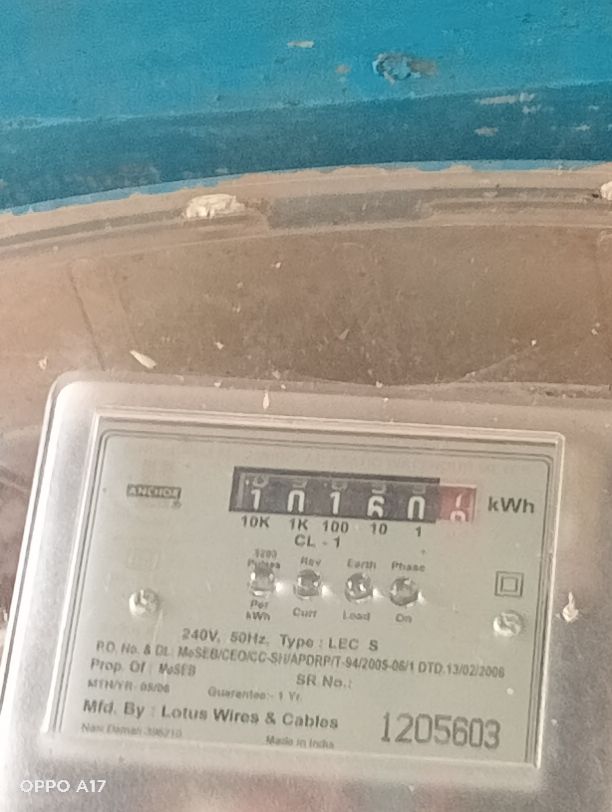 ANCHOR
10160 kWh
10K 1K 100 10 1
CL - 1
3200 Rev Earth Phase
Pulses
Per Curr Load On
kWh
240V, 50Hz, Type : LEC S
P.O. No. & Dt. MeSEB/CEO/CC-SH/APDRP/T-94/2005-06/1 DTD.13/02/2006
Prop. Of : MeSEB SR.No.:
MTH/YR- 05/06 Guarantee:- 1 Yr.
Mfd. By : Lotus Wires & Cables
Nani Daman-396210 Made in India
1205603
OPPO A17